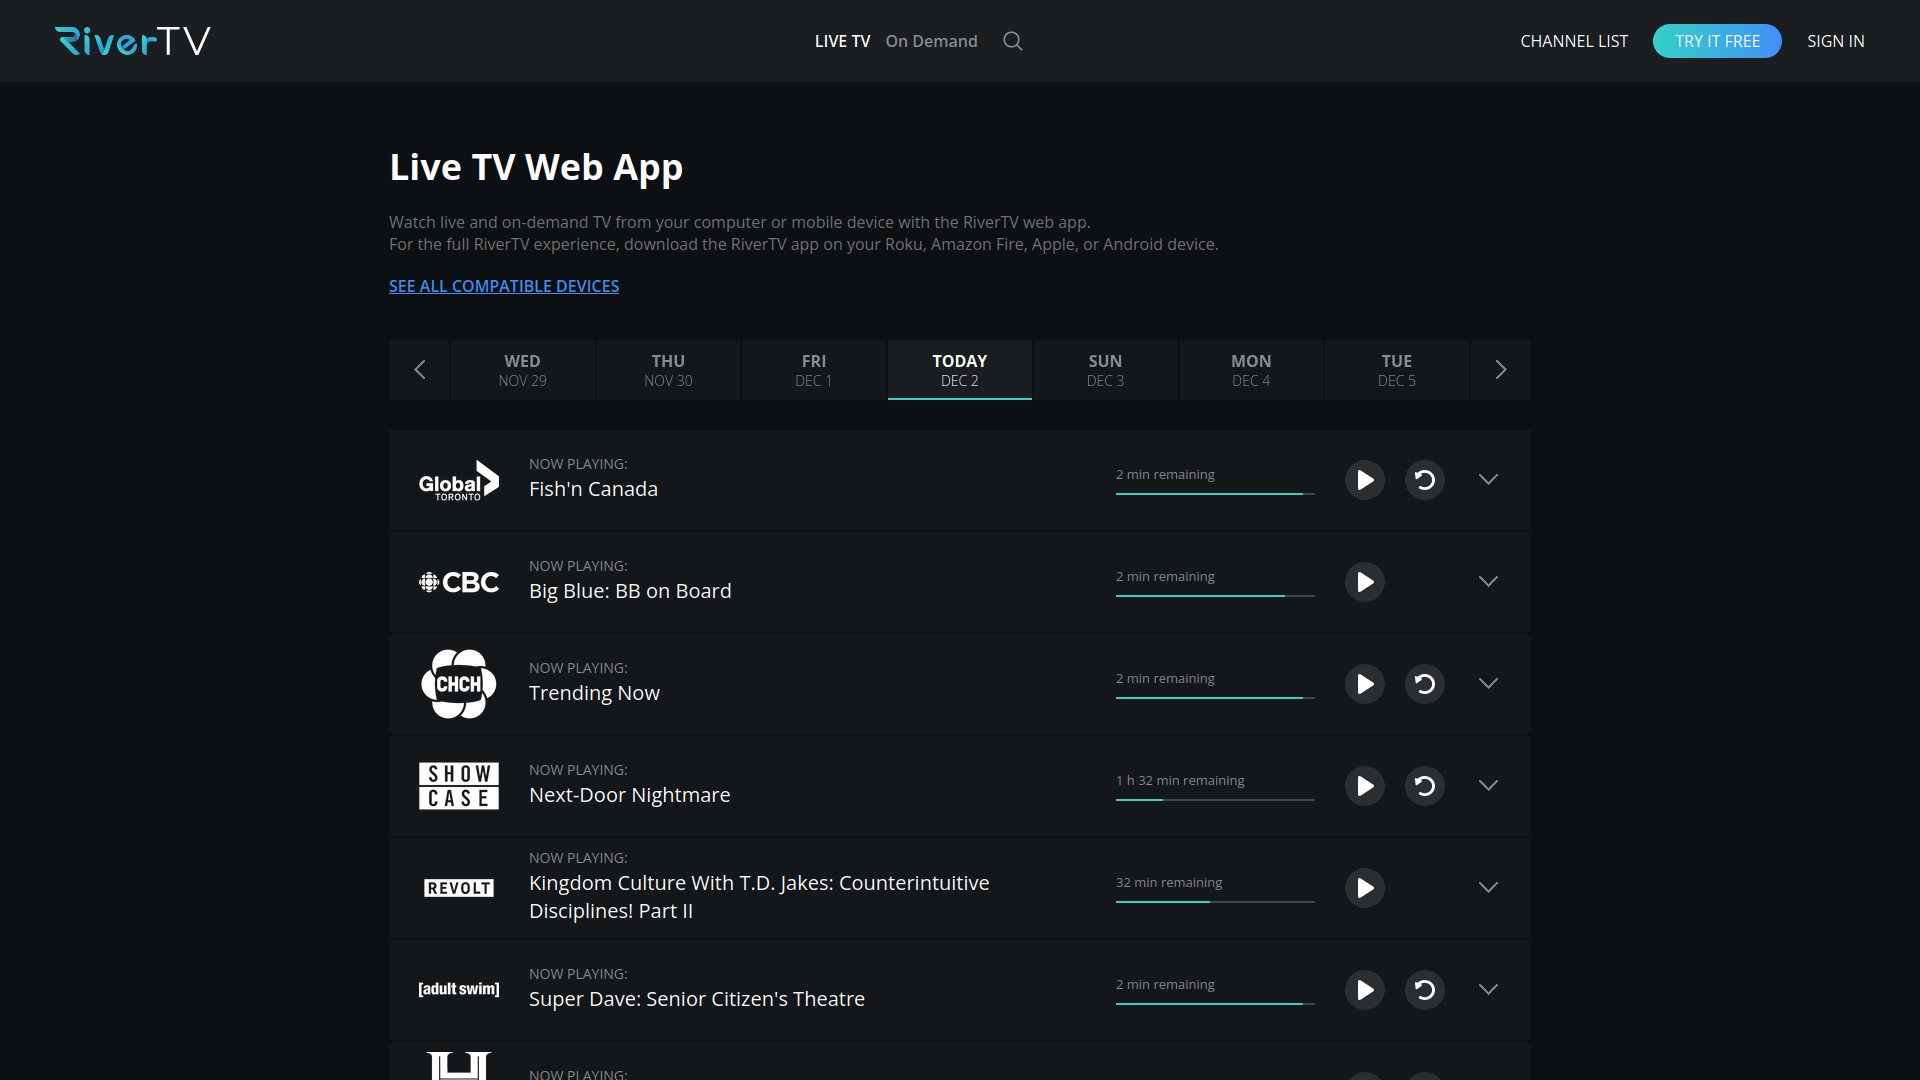 RiverTV
LIVE TV
On Demand
CHANNEL LIST
TRY IT FREE
SIGN IN
Live TV Web App
Watch live and on-demand TV from your computer or mobile device with the RiverTV web app.
For the full RiverTV experience, download the RiverTV app on your Roku, Amazon Fire, Apple, or Android device.
SEE ALL COMPATIBLE DEVICES
WED
NOV 29
THU
NOV 30
FRI
DEC 1
TODAY
DEC 2
SUN
DEC 3
MON
DEC 4
TUE
DEC 5
Global
TORONTO
NOW PLAYING:
Fish'n Canada
2 min remaining
CBC
NOW PLAYING:
Big Blue: BB on Board
2 min remaining
CHCH
NOW PLAYING:
Trending Now
2 min remaining
SHOW
CASE
NOW PLAYING:
Next-Door Nightmare
1 h 32 min remaining
REVOLT
NOW PLAYING:
Kingdom Culture With T.D. Jakes: Counterintuitive
Disciplines! Part II
32 min remaining
[adult swim]
NOW PLAYING:
Super Dave: Senior Citizen's Theatre
2 min remaining
H
NOW PLAYING: